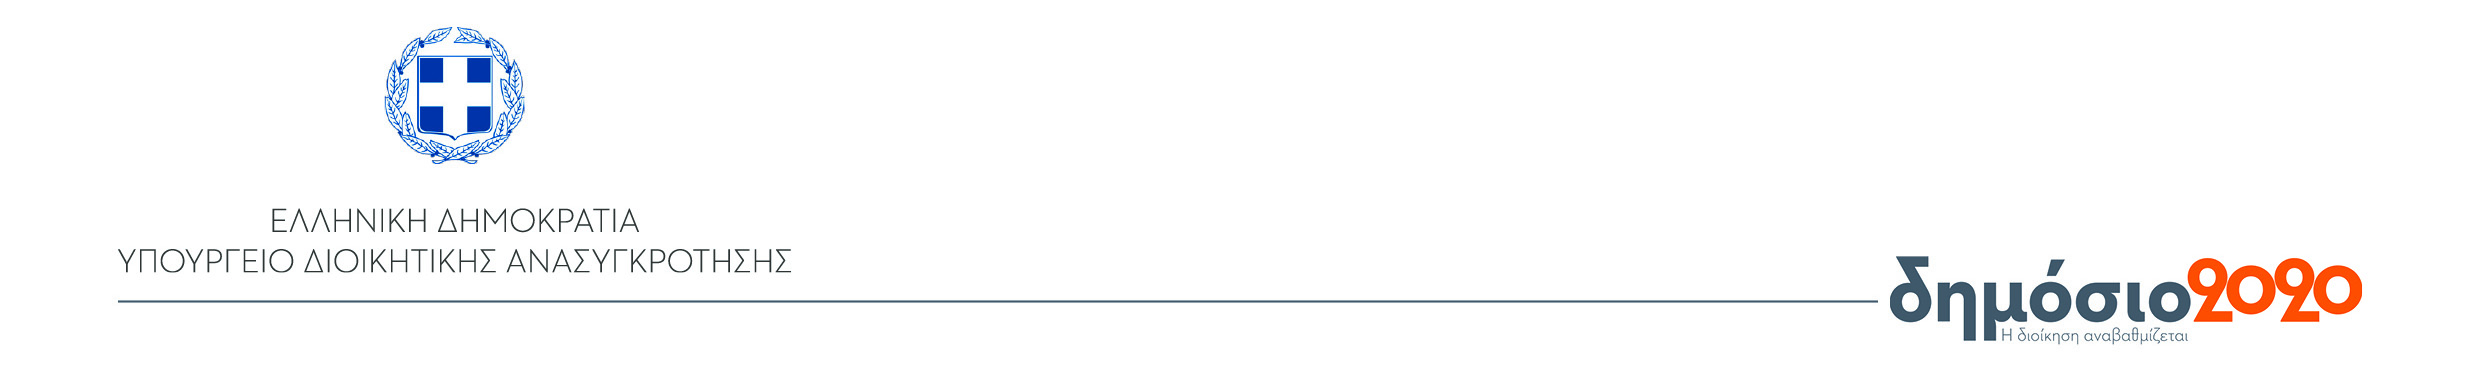 ΕΛΛΗΝΙΚΗ ΔΗΜΟΚΡΑΤΙΑ
ΥΠΟΥΡΓΕΙΟ ΔΙΟΙΚΗΤΙΚΗΣ ΑΝΑΣΥΓΚΡΟΤΗΣΗΣ
δημόσιο2020
Η διοίκηση αναβαθμίζεται